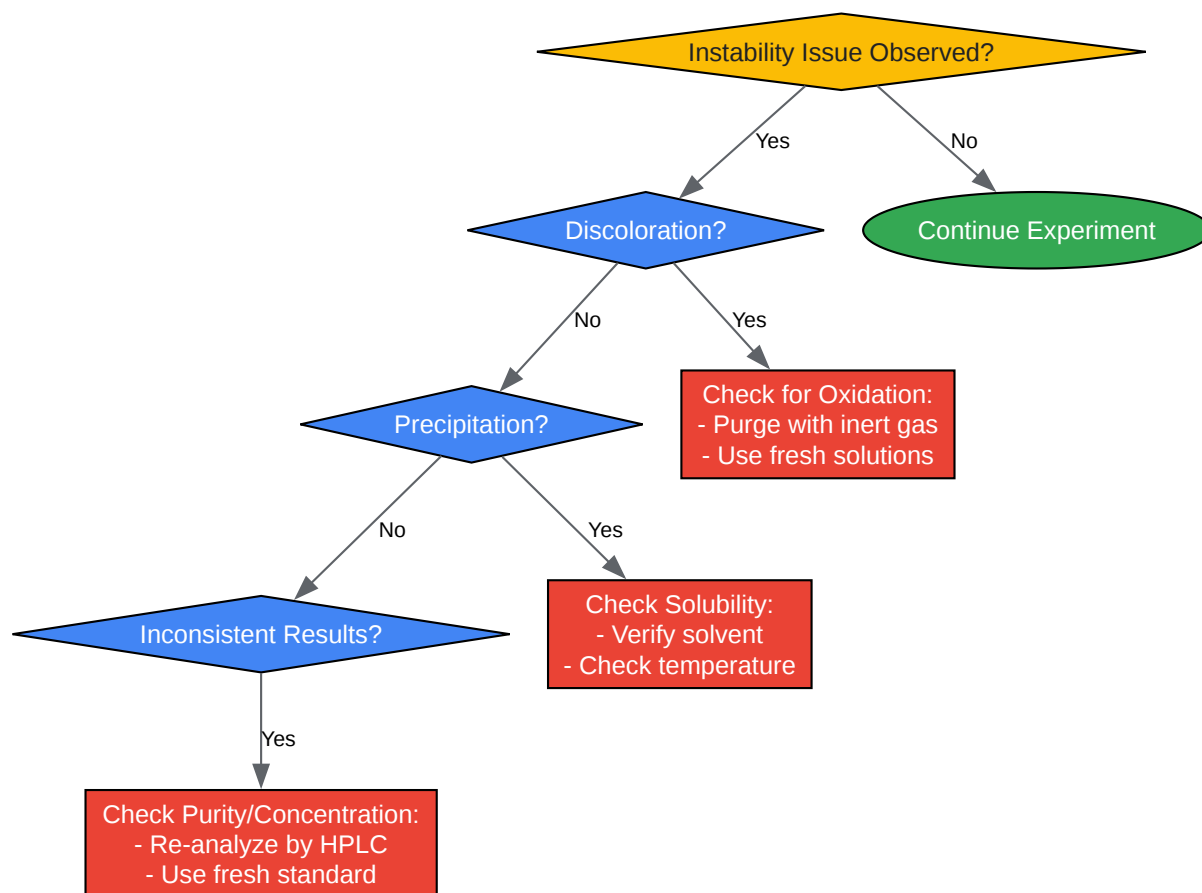 Instability Issue Observed?
Yes
No
Discoloration?
Continue Experiment
No
Yes
Check for Oxidation:
- Purge with inert gas
- Use fresh solutions
Precipitation?
No
Yes
Check Solubility:
- Verify solvent
- Check temperature
Inconsistent Results?
Yes
Check Purity/Concentration:
- Re-analyze by HPLC
- Use fresh standard